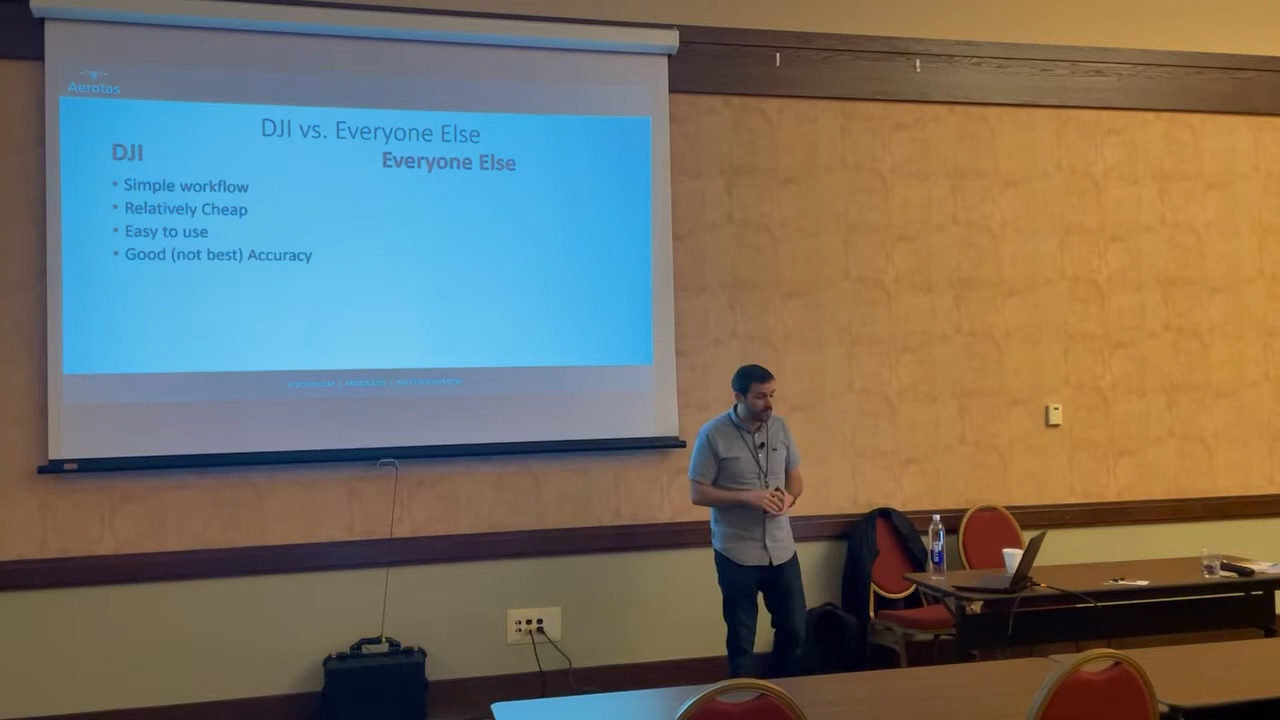 Aerotas
DJI vs. Everyone Else
DJI
Everyone Else
• Simple workflow
• Relatively Cheap
• Easy to use
• Good (not best) Accuracy